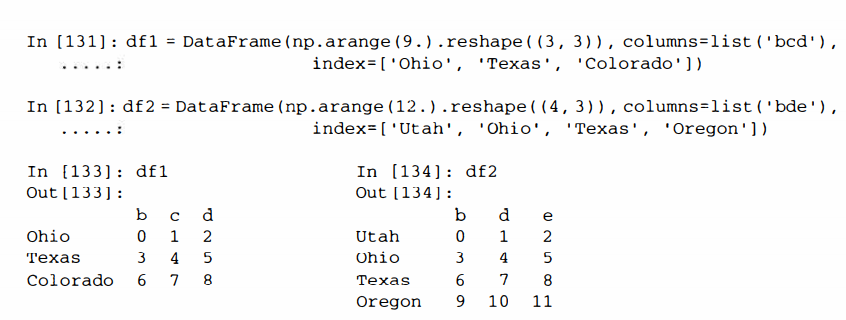 In [131]: df1 = DataFrame(np.arange(9.).reshape((3, 3)), columns=list('bcd'),
.....: index=['Ohio', 'Texas', 'Colorado'])
In [132]: df2 = DataFrame(np.arange(12.).reshape((4, 3)), columns=list('bde'),
.....: index=['Utah', 'Ohio', 'Texas', 'Oregon'])
In [133]: df1 In [134]: df2
Out[133]: Out[134]:
b c d b d e
Ohio 0 1 2 Utah 0 1 2
Texas 3 4 5 Ohio 3 4 5
Colorado 6 7 8 Texas 6 7 8
Oregon 9 10 11